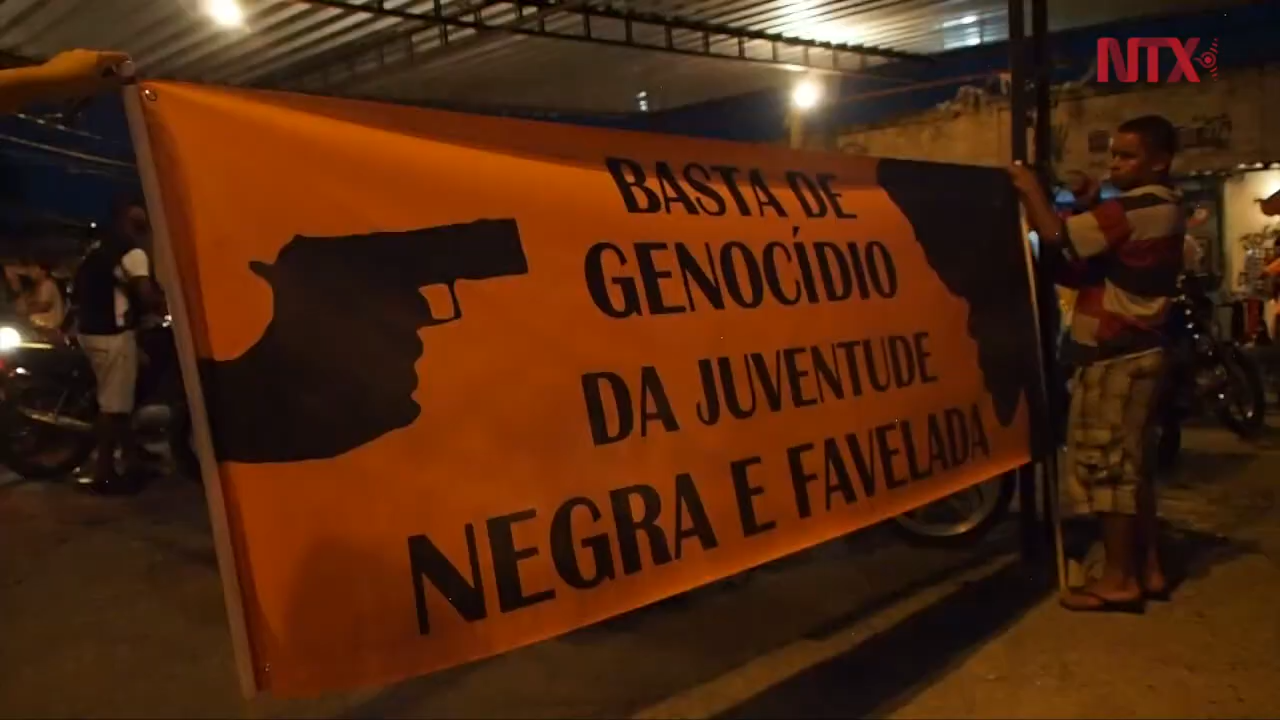 NTX
BASTA DE
GENOCÍDIO
DA JUVENTUDE
NEGRA E FAVELADA